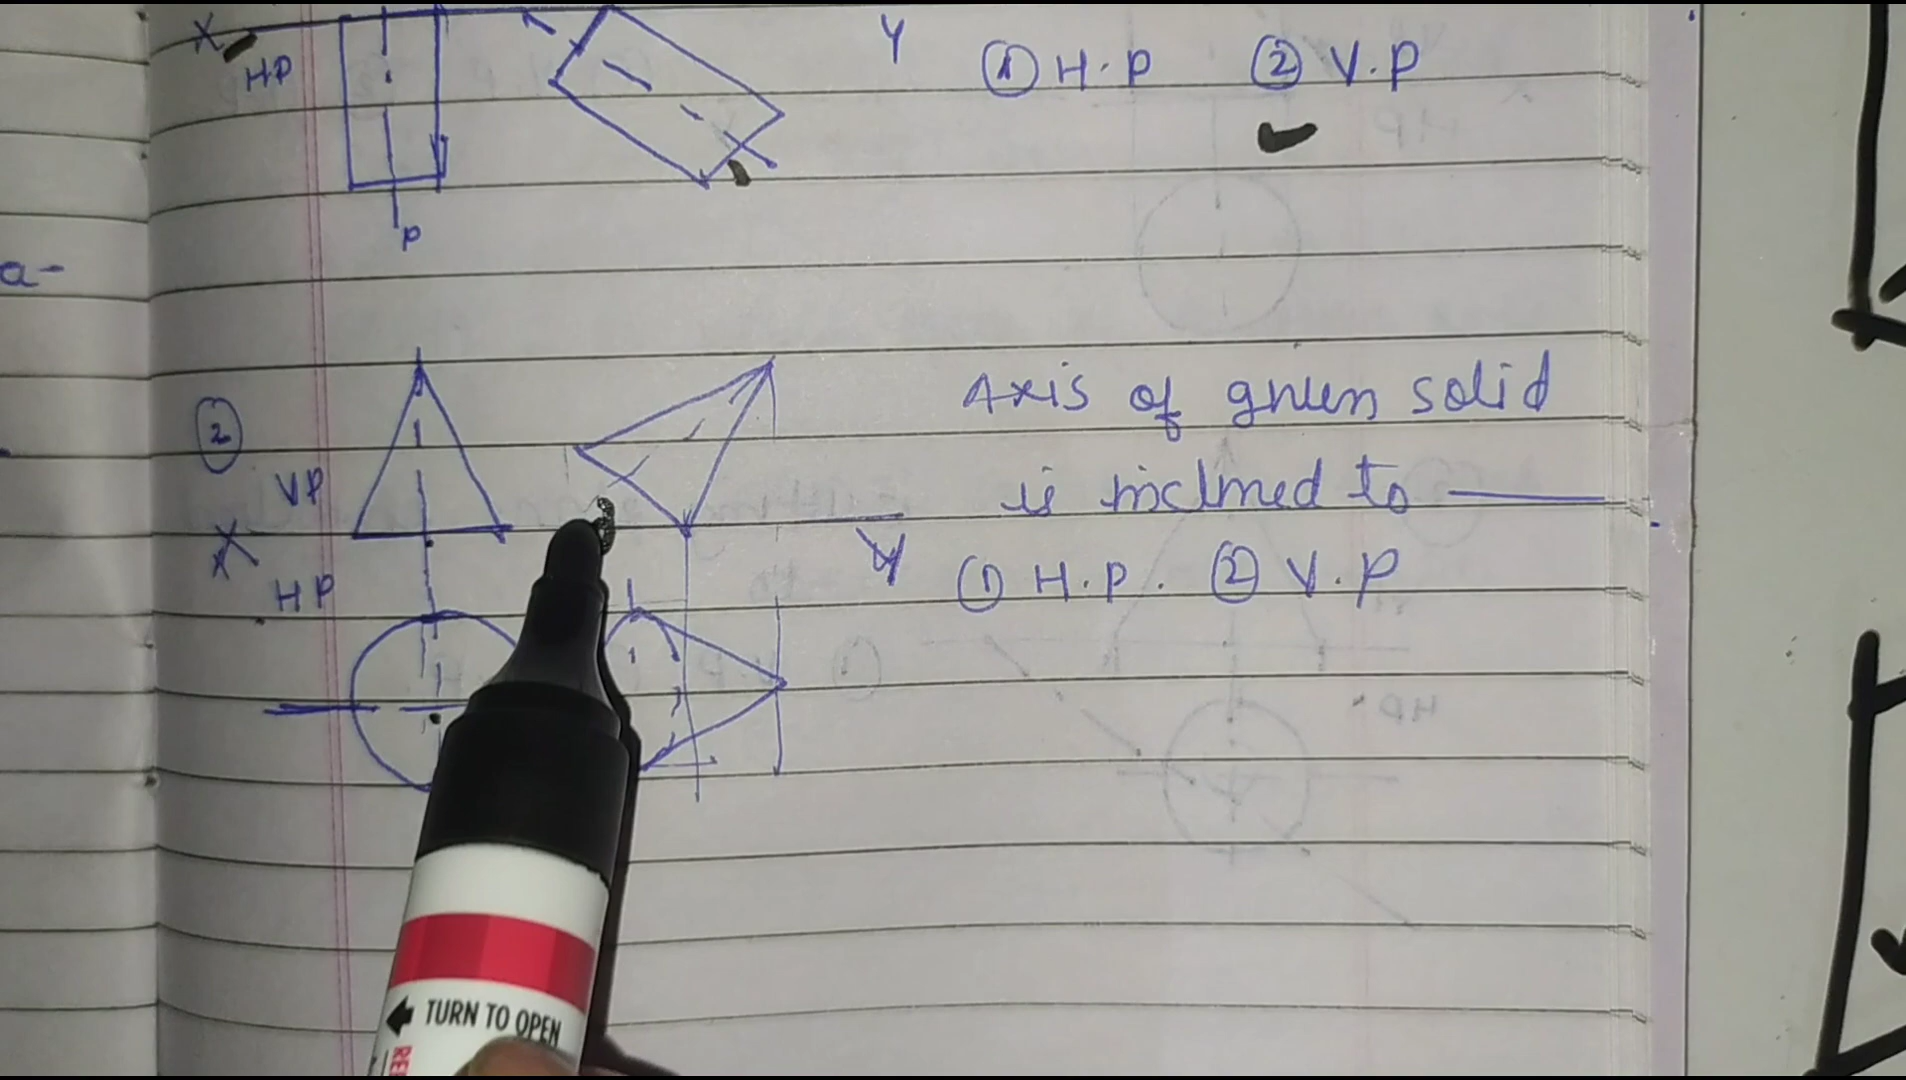 X
HP
Y
① H.P ② V.P
P
a-
②
VP
X
HP
Y
Axis of given solid
is inclined to
① H.P. ② V.P
TURN TO OPEN